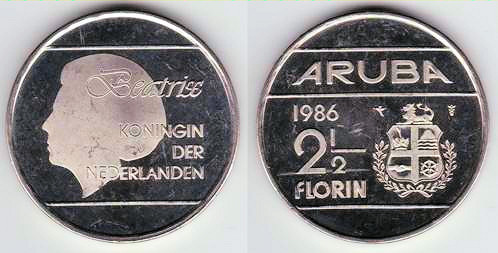 Beatrix
KONINGIN
DER
NEDERLANDEN
ARUBA
1986
2 1/2
FLORIN